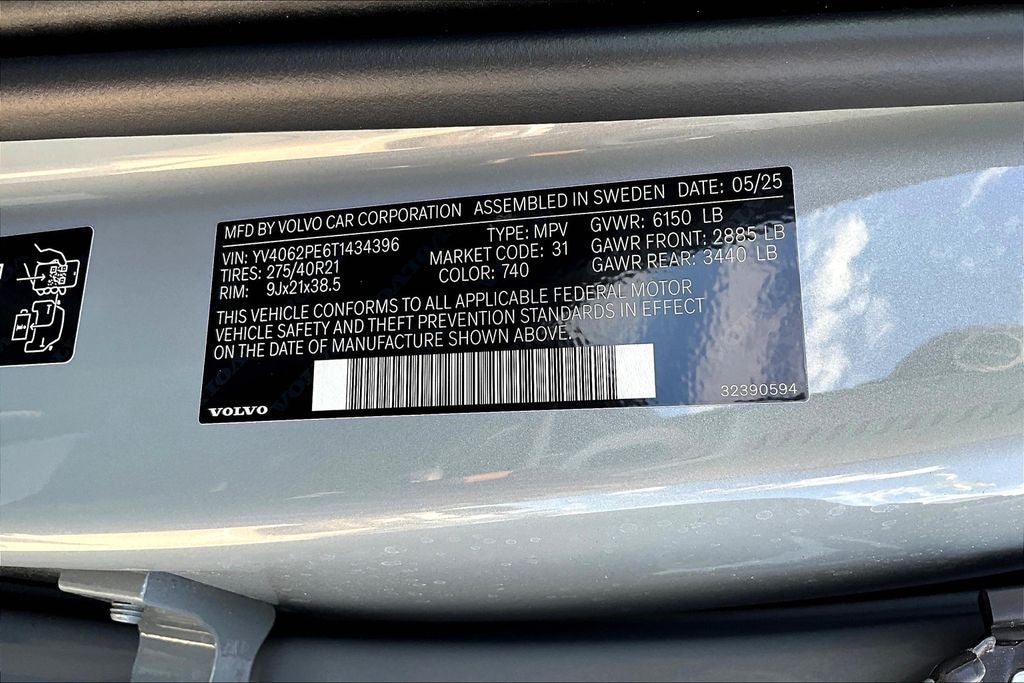 MFD BY VOLVO CAR CORPORATION ASSEMBLED IN SWEDEN DATE: 05/25
VIN: YV4062PE6T1434396 TYPE: MPV GVWR: 6150 LB
TIRES: 275/40R21 MARKET CODE: 31 GAWR FRONT: 2885 LB
RIM: 9Jx21x38.5 COLOR: 740 GAWR REAR: 3440 LB
THIS VEHICLE CONFORMS TO ALL APPLICABLE FEDERAL MOTOR
VEHICLE SAFETY AND THEFT PREVENTION STANDARDS IN EFFECT
ON THE DATE OF MANUFACTURE SHOWN ABOVE.
VOLVO 32390594